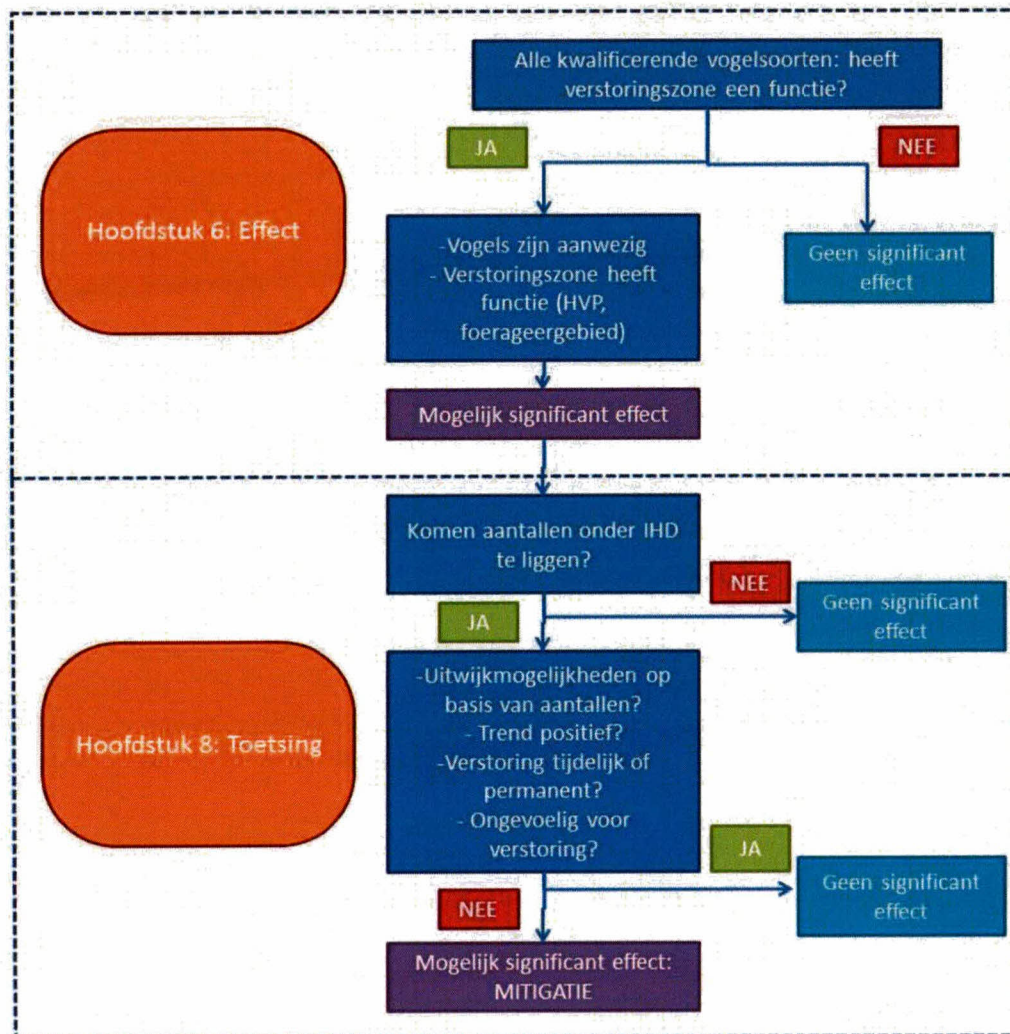 Alle kwalificerende vogelsoorten: heeft
verstoringszone een functie?
JA
NEE
Hoofdstuk 6: Effect
-Vogels zijn aanwezig
- Verstoringszone heeft
functie (HVP,
foerageergebied)
Geen significant
effect
Mogelijk significant effect
Komen aantallen onder IHD
te liggen?
NEE
JA
Geen significant
effect
Hoofdstuk 8: Toetsing
-Uitwijkmogelijkheden op
basis van aantallen?
- Trend positief?
-Verstoring tijdelijk of
permanent?
- Ongevoelig voor
verstoring?
JA
NEE
Geen significant
effect
Mogelijk significant effect:
MITIGATIE